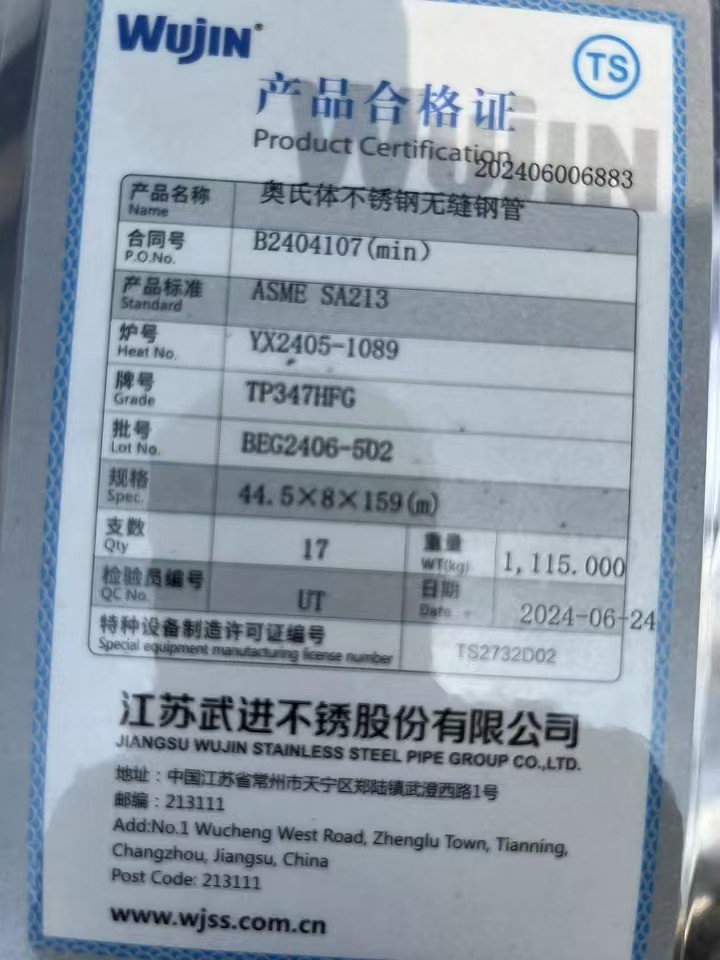 WUJIN®
TS
产品合格证
Product Certification
202406006883
产品名称 奥氏体不锈钢无缝钢管
Name
合同号 B2404107(min)
P.O.No.
产品标准 ASME SA213
Standard
炉号 YX2405-1089
Heat No.
牌号 TP347HFG
Grade
批号 BEG2406-5D2
Lot No.
规格 44.5×8×159(m)
Spec.
支数 17 重量 1,115.000
Qty WT(kg)
检验员编号 UT 日期 2024-06-24
QC No. Date
特种设备制造许可证编号 TS2732D02
Special equipment manufacturing license number
江苏武进不锈股份有限公司
JIANGSU WUJIN STAINLESS STEEL PIPE GROUP CO.,LTD.
地址：中国江苏省常州市天宁区郑陆镇武澄西路1号
邮编：213111
Add:No.1 Wucheng West Road, Zhenglu Town, Tianning,
Changzhou, Jiangsu, China
Post Code: 213111
www.wjss.com.cn